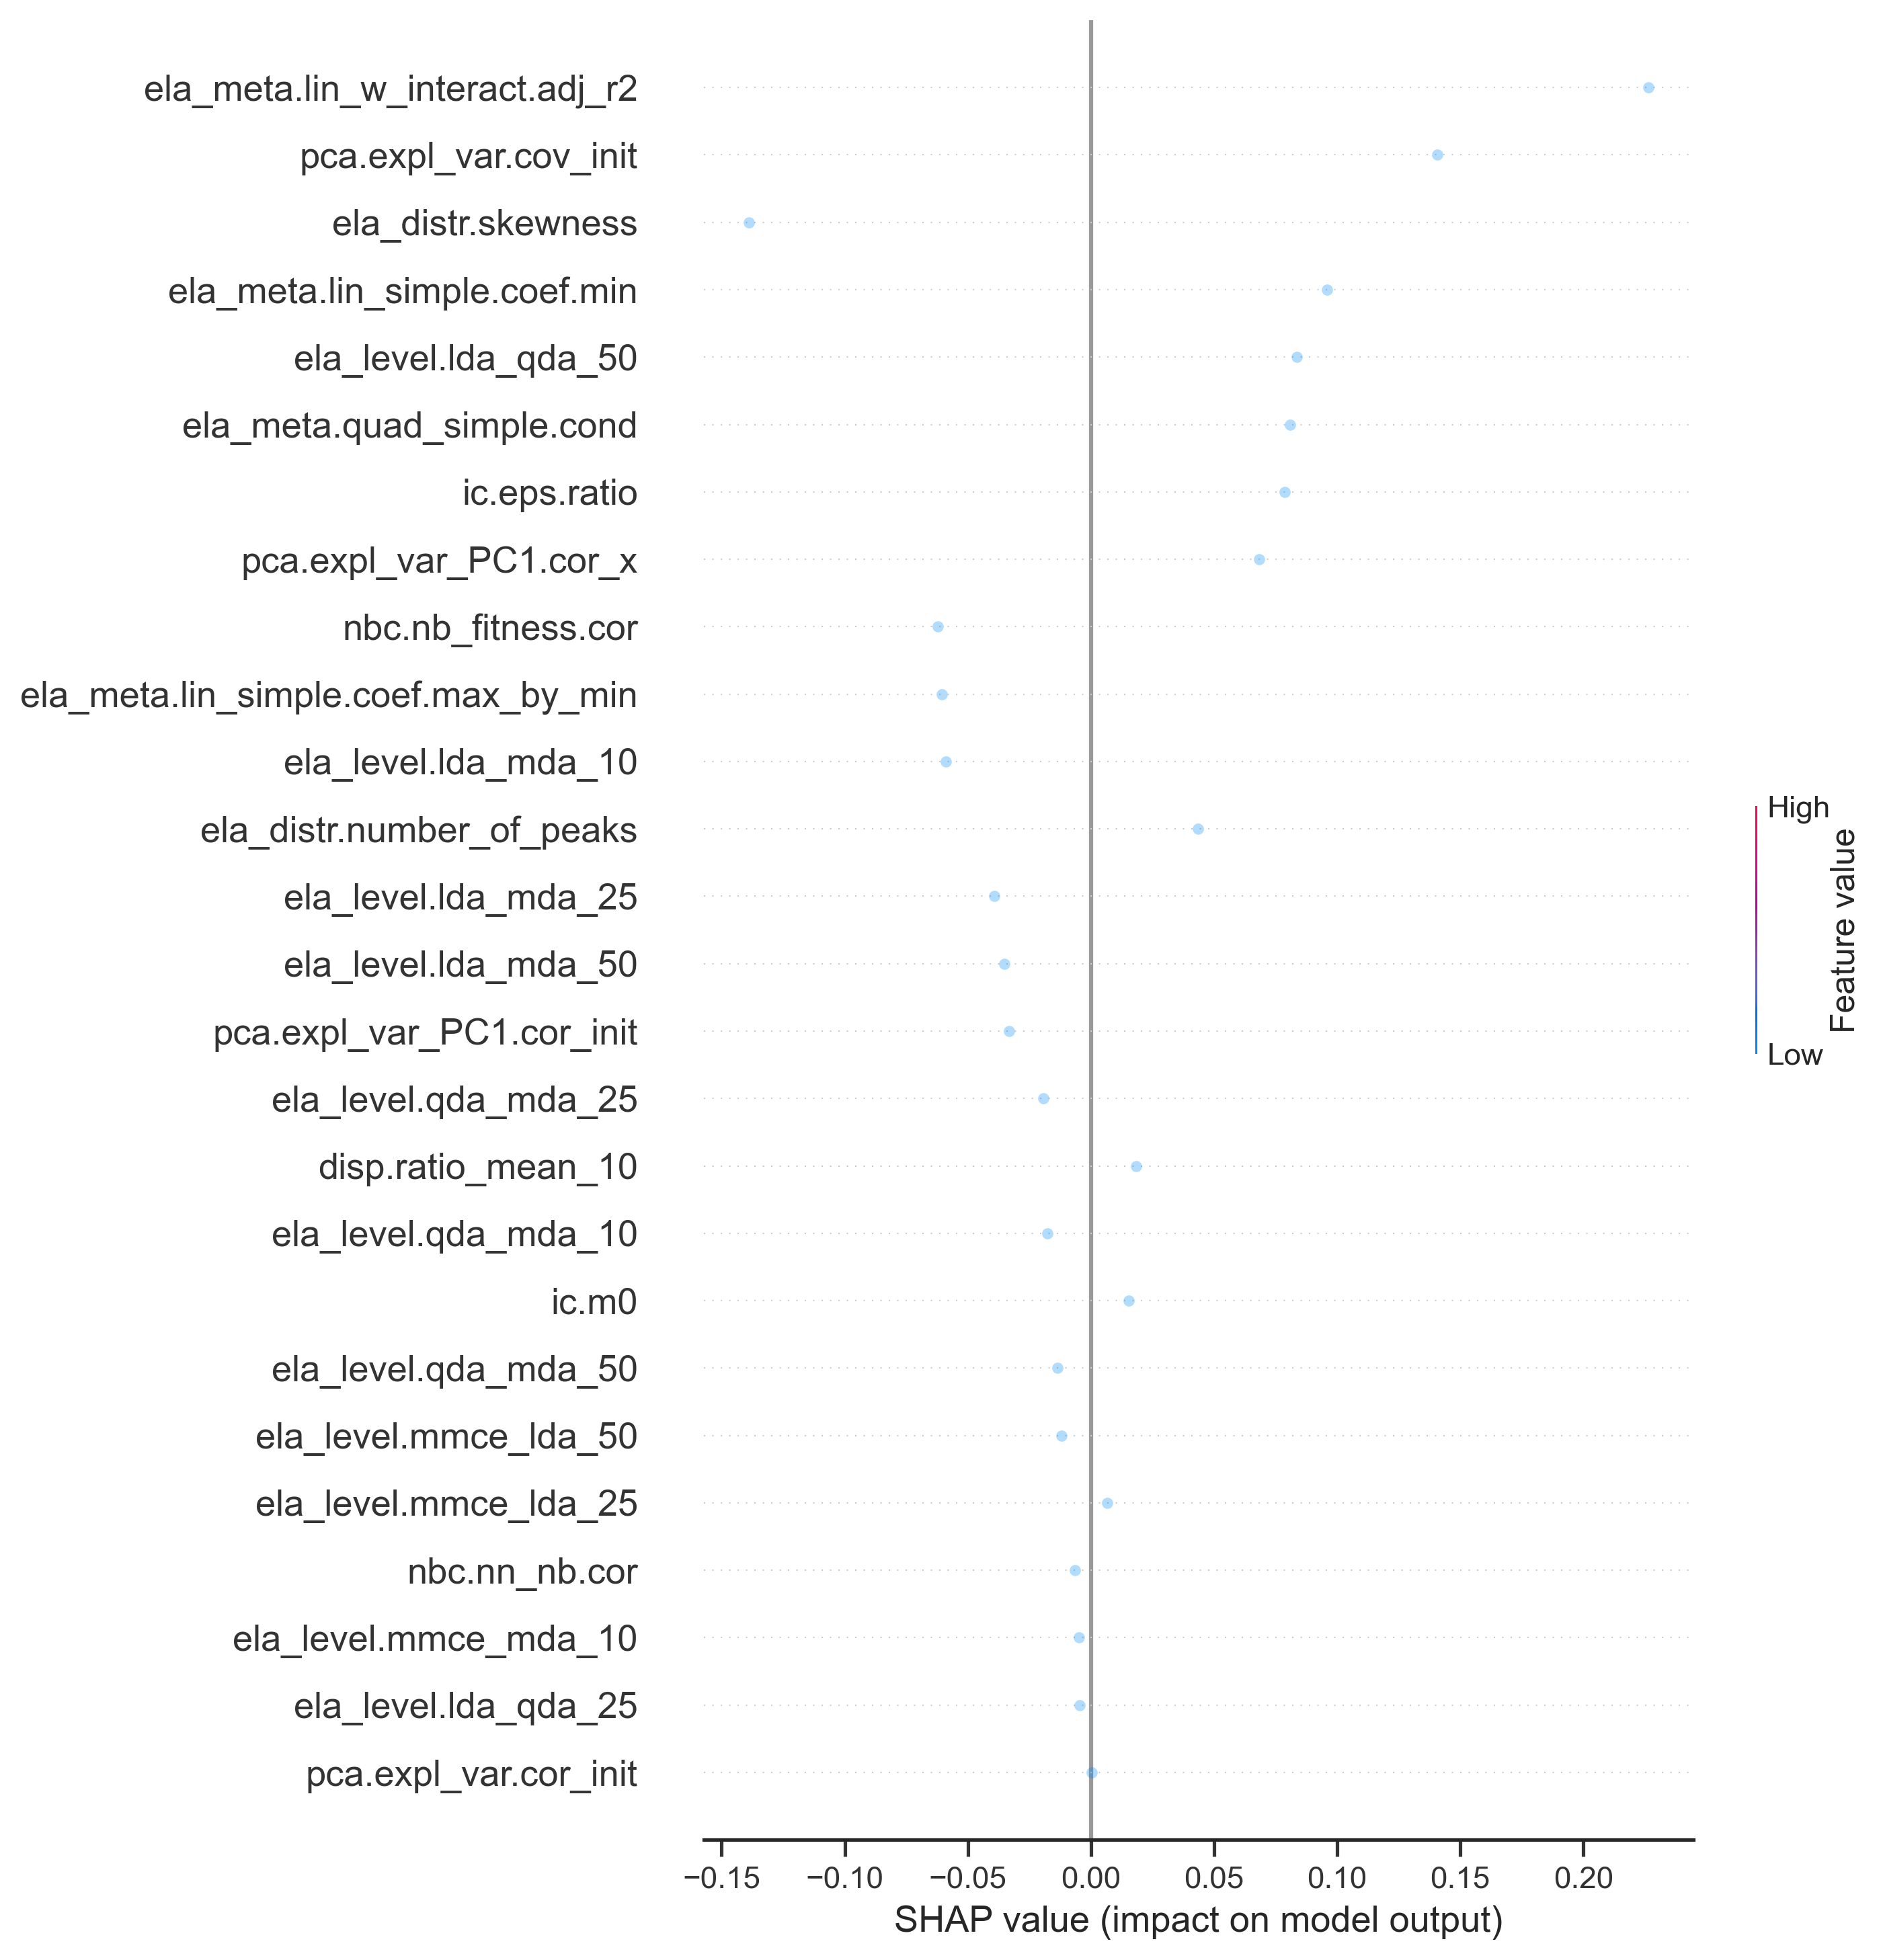 ela_meta.lin_w_interact.adj_r2
pca.expl_var.cov_init
ela_distr.skewness
ela_meta.lin_simple.coef.min
ela_level.lda_qda_50
ela_meta.quad_simple.cond
ic.eps.ratio
pca.expl_var_PC1.cor_x
nbc.nb_fitness.cor
ela_meta.lin_simple.coef.max_by_min
ela_level.lda_mda_10
ela_distr.number_of_peaks
ela_level.lda_mda_25
ela_level.lda_mda_50
pca.expl_var_PC1.cor_init
ela_level.qda_mda_25
disp.ratio_mean_10
ela_level.qda_mda_10
ic.m0
ela_level.qda_mda_50
ela_level.mmce_lda_50
ela_level.mmce_lda_25
nbc.nn_nb.cor
ela_level.mmce_mda_10
ela_level.lda_qda_25
pca.expl_var.cor_init
−0.15 −0.10 −0.05 0.00 0.05 0.10 0.15 0.20
SHAP value (impact on model output)
High
Feature value
Low